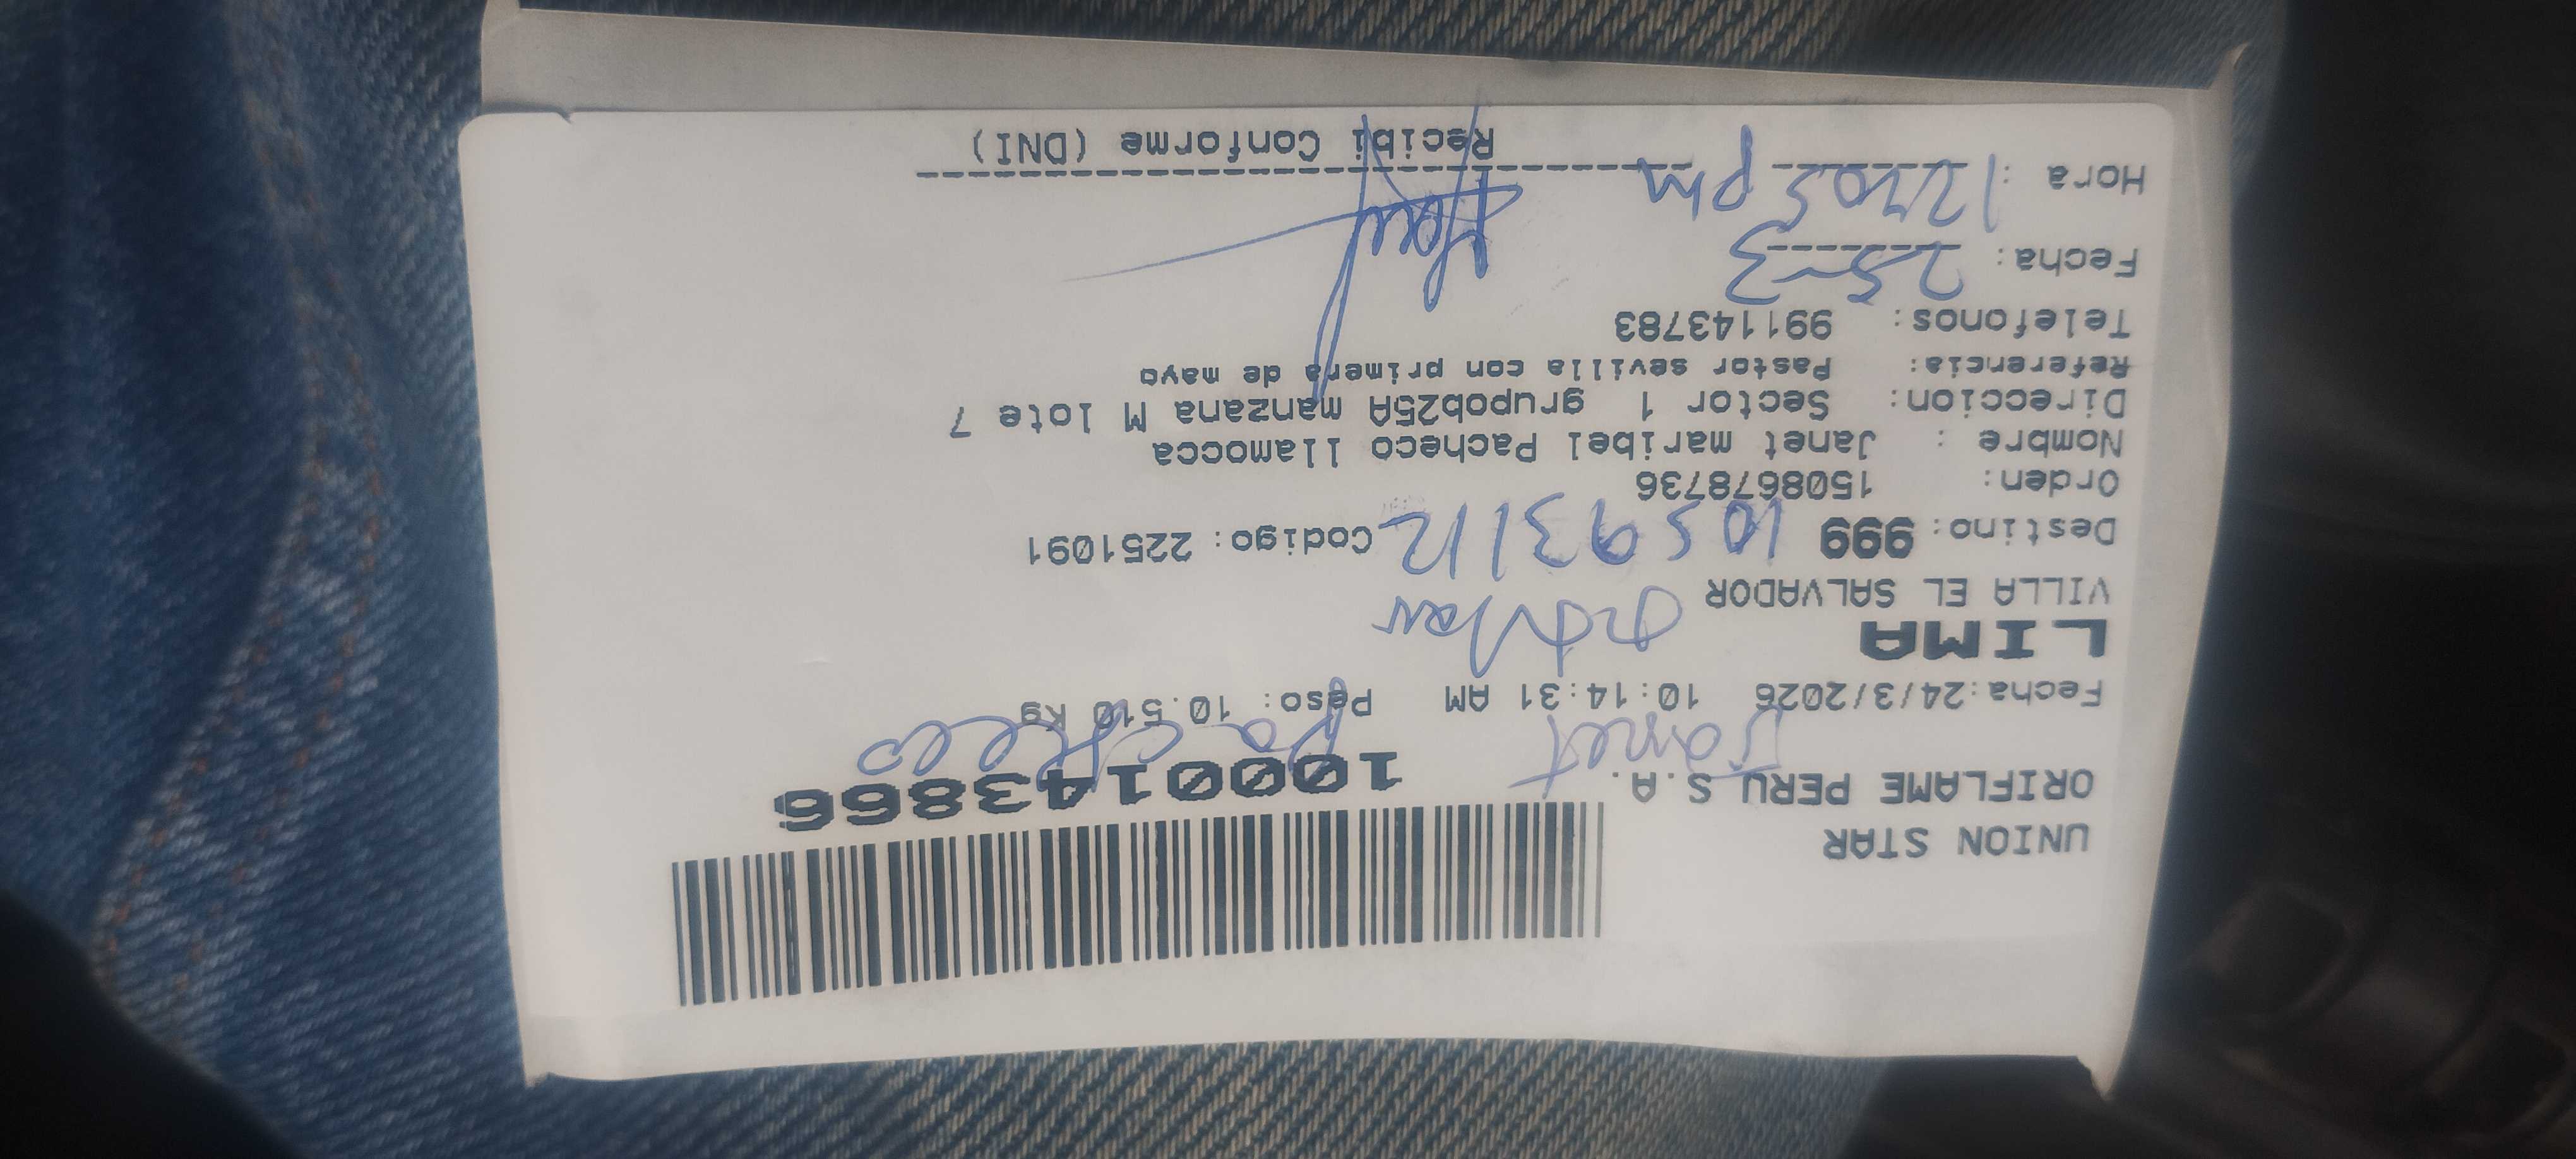 UNION STAR
ORIFLAME PERU S.A.
1000143866
Janet Pacheco
Fecha:24/3/2026 10:14:31 AM Peso: 10.510 Kg
LIMA
VILLA EL SALVADOR
Destino: 999 10593112 Codigo: 2251091
Orden: 1508678736
Nombre : Janet maribel Pacheco llamocca
Direccion: Sector 1 grupob25A manzana M lote 7
Referencia: Pastor sevilla con primera de mayo
Telefonos: 991143783
Fecha: 25-3
Hora : pm
Recibi Conforme (DNI)